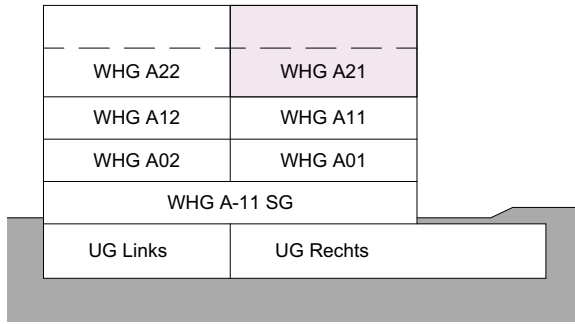 WHG A22 WHG A21
WHG A12 WHG A11
WHG A02 WHG A01
WHG A-11 SG
UG Links UG Rechts